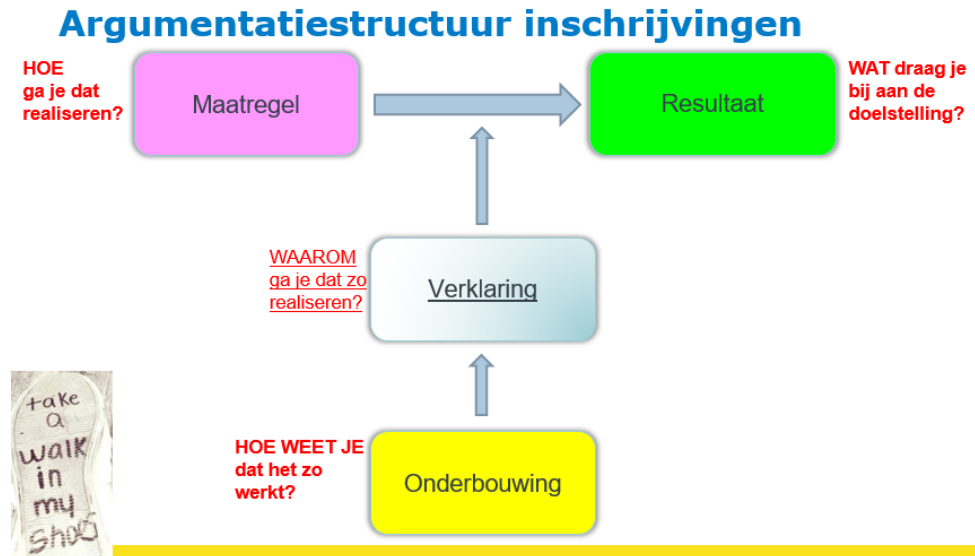 Argumentatiestructuur inschrijvingen
HOE
ga je dat
realiseren?
Maatregel
Resultaat
WAT draag je
bij aan de
doelstelling?
WAAROM
ga je dat zo
realiseren?
Verklaring
HOE WEET JE
dat het zo
werkt?
Onderbouwing
take
a
walk
in
my
shoes